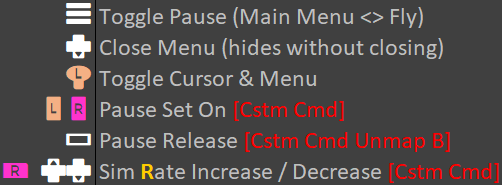 Toggle Pause (Main Menu <> Fly)
Close Menu (hides without closing)
L Toggle Cursor & Menu
L R Pause Set On [Cstm Cmd]
Pause Release [Cstm Cmd Unmap B]
R Sim Rate Increase / Decrease [Cstm Cmd]